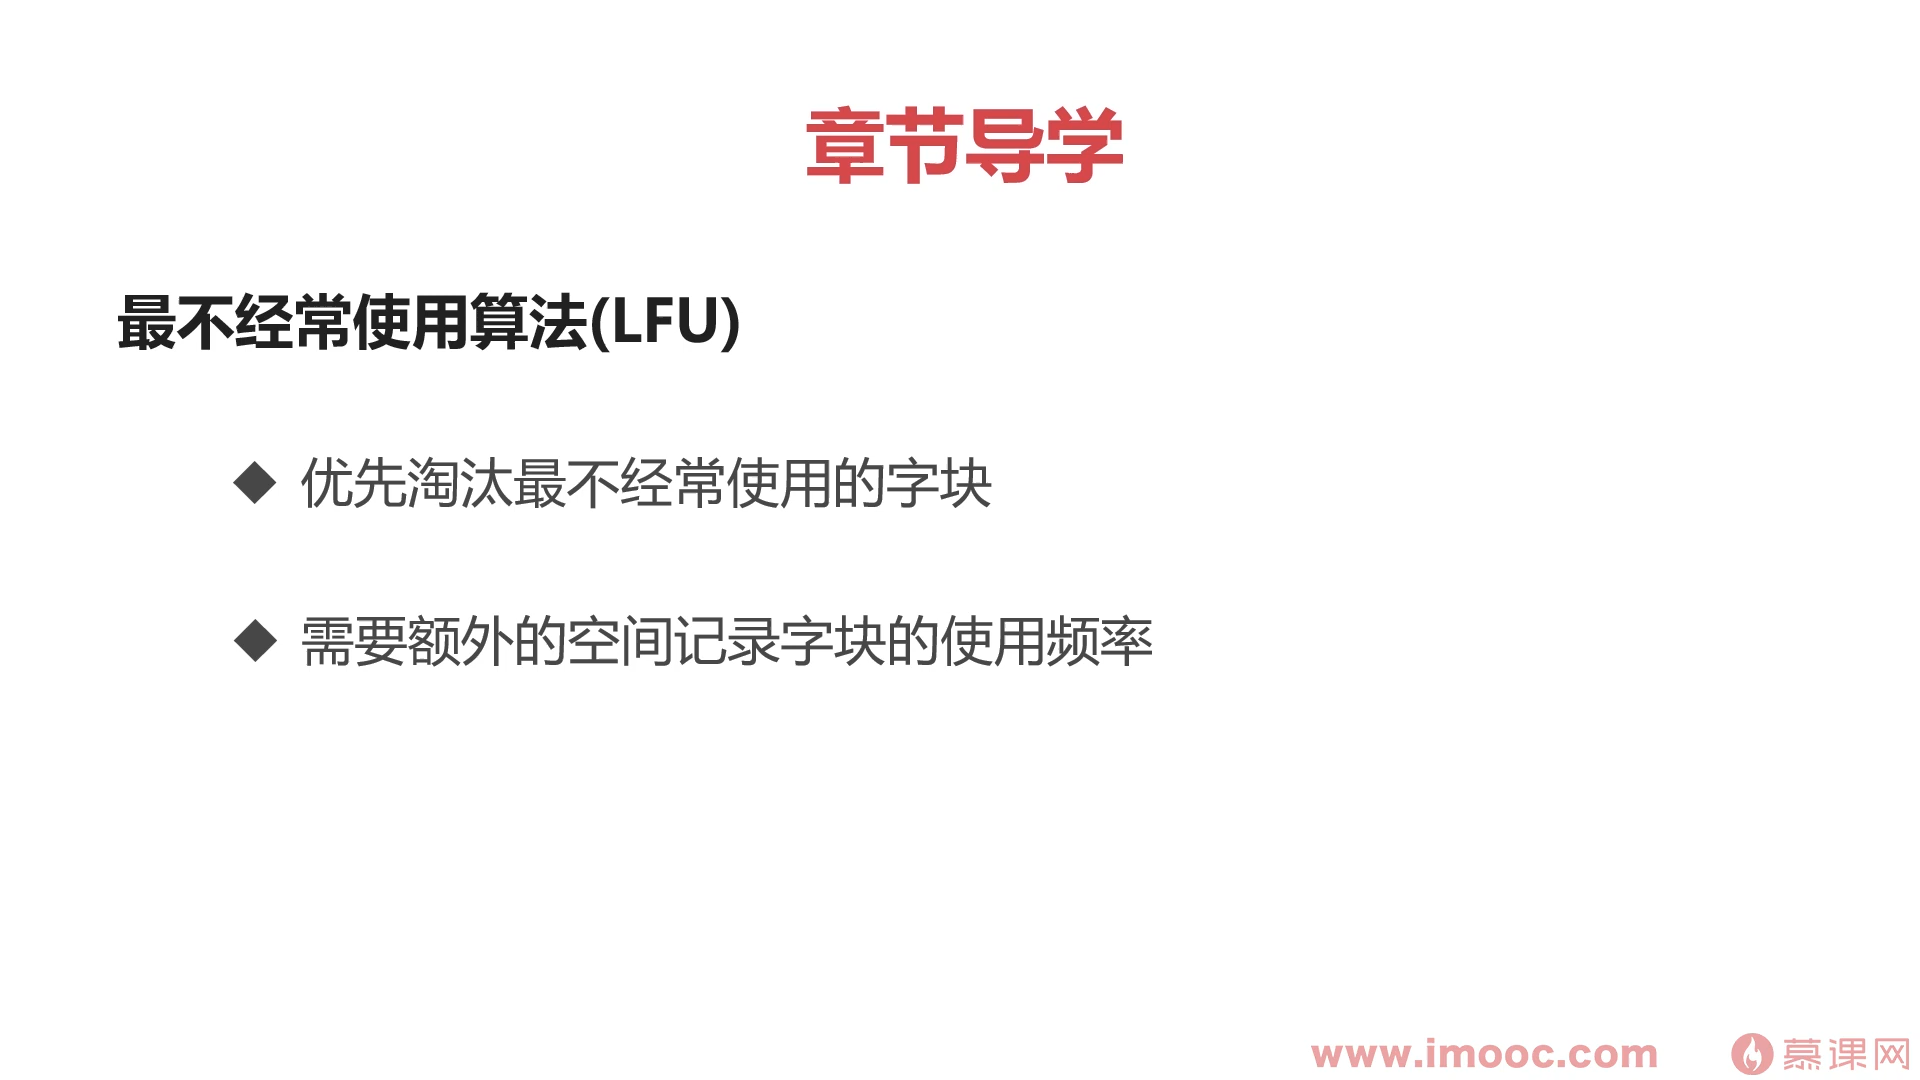 章节导学
最不经常使用算法(LFU)
◆ 优先淘汰最不经常使用的字块
◆ 需要额外的空间记录字块的使用频率
www.imooc.com 慕课网